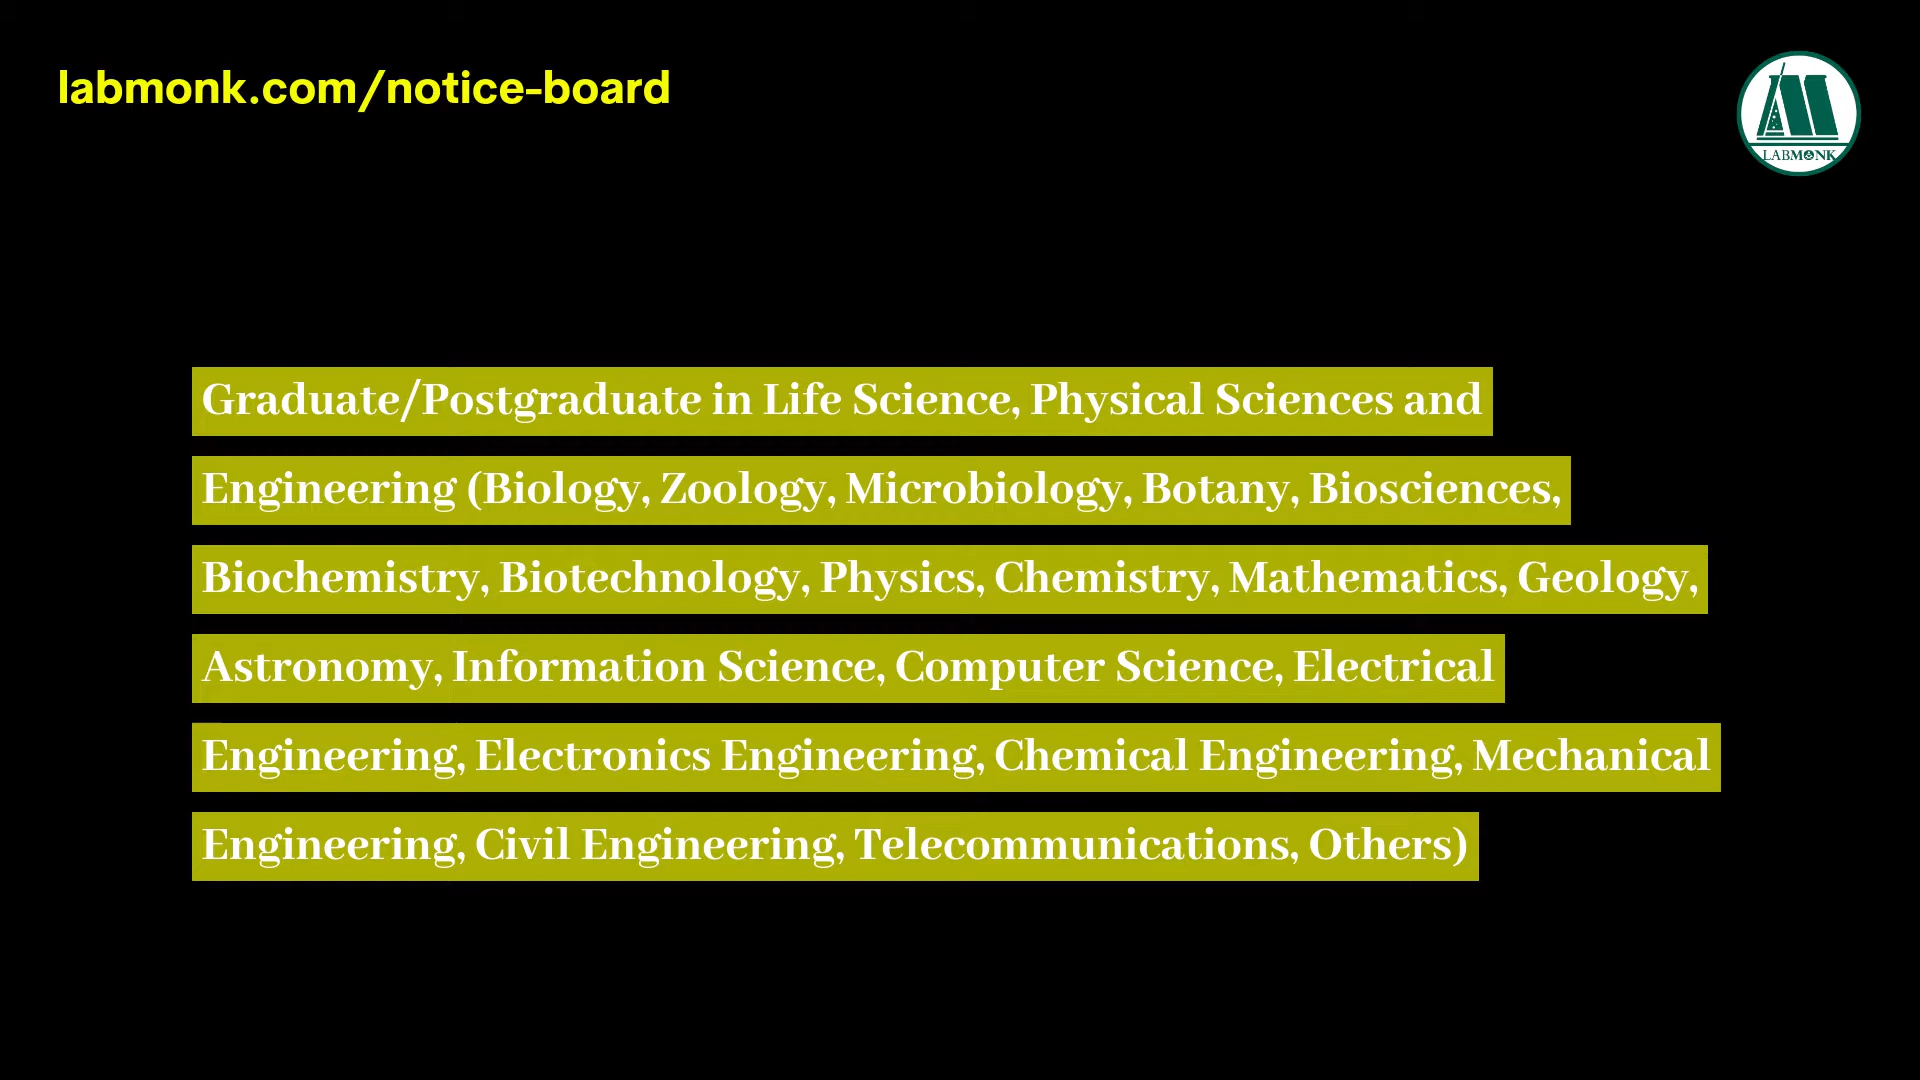 labmonk.com/notice-board
LABMONK
Graduate/Postgraduate in Life Science, Physical Sciences and
Engineering (Biology, Zoology, Microbiology, Botany, Biosciences,
Biochemistry, Biotechnology, Physics, Chemistry, Mathematics, Geology,
Astronomy, Information Science, Computer Science, Electrical
Engineering, Electronics Engineering, Chemical Engineering, Mechanical
Engineering, Civil Engineering, Telecommunications, Others)